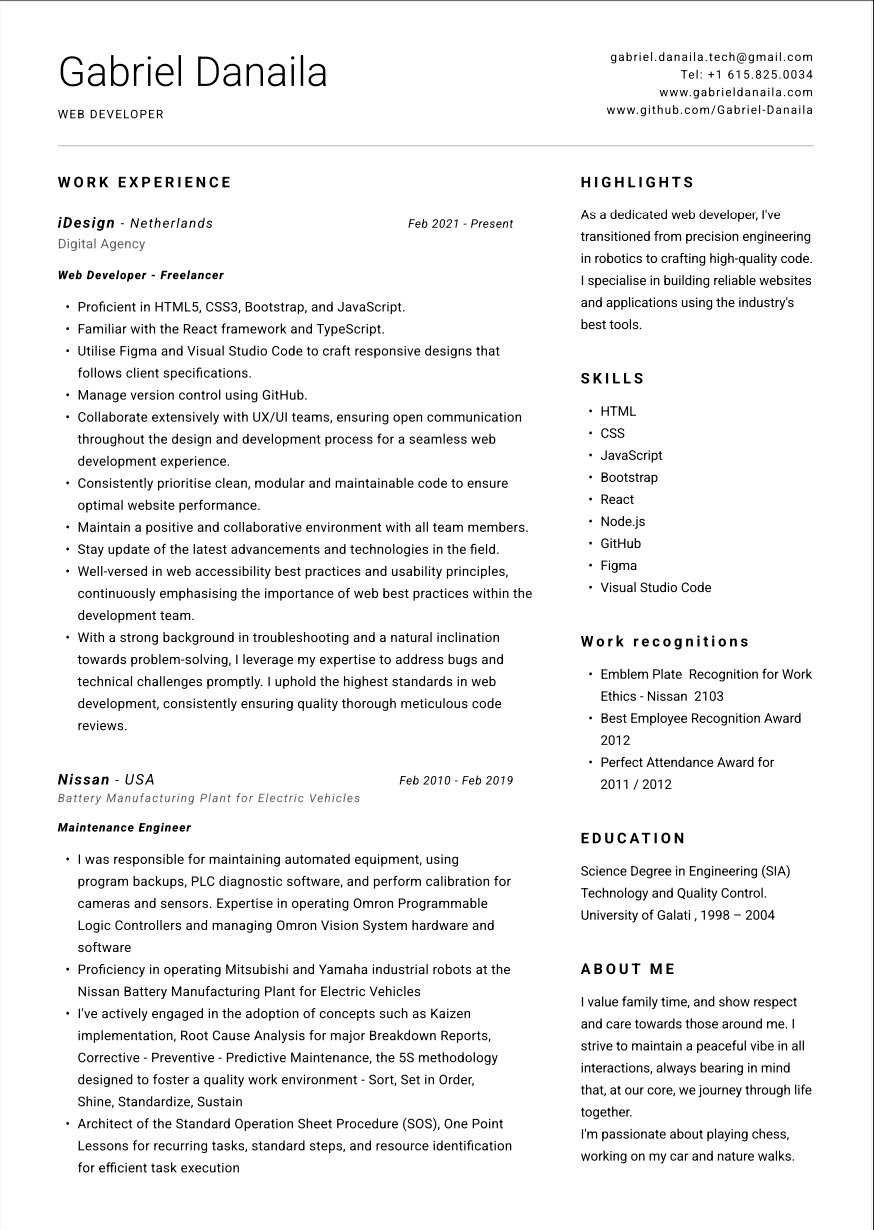 Gabriel Danaila
WEB DEVELOPER
gabriel.danaila.tech@gmail.com
Tel: +1 615.825.0034
www.gabrieldanaila.com
www.github.com/Gabriel-Danaila
WORK EXPERIENCE
iDesign - Netherlands Feb 2021 - Present
Digital Agency
Web Developer - Freelancer
• Proficient in HTML5, CSS3, Bootstrap, and JavaScript.
• Familiar with the React framework and TypeScript.
• Utilise Figma and Visual Studio Code to craft responsive designs that
follows client specifications.
• Manage version control using GitHub.
• Collaborate extensively with UX/UI teams, ensuring open communication
throughout the design and development process for a seamless web
development experience.
• Consistently prioritise clean, modular and maintainable code to ensure
optimal website performance.
• Maintain a positive and collaborative environment with all team members.
• Stay update of the latest advancements and technologies in the field.
• Well-versed in web accessibility best practices and usability principles,
continuously emphasising the importance of web best practices within the
development team.
• With a strong background in troubleshooting and a natural inclination
towards problem-solving, I leverage my expertise to address bugs and
technical challenges promptly. I uphold the highest standards in web
development, consistently ensuring quality thorough meticulous code
reviews.
Nissan - USA Feb 2010 - Feb 2019
Battery Manufacturing Plant for Electric Vehicles
Maintenance Engineer
• I was responsible for maintaining automated equipment, using
program backups, PLC diagnostic software, and perform calibration for
cameras and sensors. Expertise in operating Omron Programmable
Logic Controllers and managing Omron Vision System hardware and
software
• Proficiency in operating Mitsubishi and Yamaha industrial robots at the
Nissan Battery Manufacturing Plant for Electric Vehicles
• I've actively engaged in the adoption of concepts such as Kaizen
implementation, Root Cause Analysis for major Breakdown Reports,
Corrective - Preventive - Predictive Maintenance, the 5S methodology
designed to foster a quality work environment - Sort, Set in Order,
Shine, Standardize, Sustain
• Architect of the Standard Operation Sheet Procedure (SOS), One Point
Lessons for recurring tasks, standard steps, and resource identification
for efficient task execution
HIGHLIGHTS
As a dedicated web developer, I've
transitioned from precision engineering
in robotics to crafting high-quality code.
I specialise in building reliable websites
and applications using the industry's
best tools.
SKILLS
• HTML
• CSS
• JavaScript
• Bootstrap
• React
• Node.js
• GitHub
• Figma
• Visual Studio Code
Work recognitions
• Emblem Plate Recognition for Work
Ethics - Nissan 2103
• Best Employee Recognition Award
2012
• Perfect Attendance Award for
2011 / 2012
EDUCATION
Science Degree in Engineering (SIA)
Technology and Quality Control.
University of Galati , 1998 – 2004
ABOUT ME
I value family time, and show respect
and care towards those around me. I
strive to maintain a peaceful vibe in all
interactions, always bearing in mind
that, at our core, we journey through life
together.
I'm passionate about playing chess,
working on my car and nature walks.